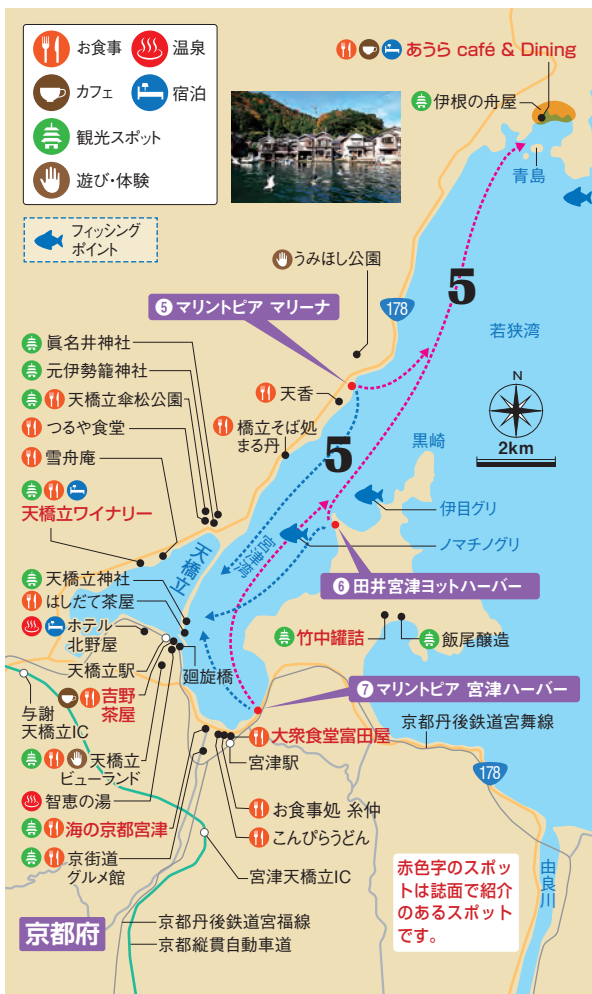 お食事
温泉
カフェ
宿泊
観光スポット
遊び・体験
フィッシング
ポイント
あうら café & Dining
伊根の舟屋
青島
うみほし公園
5
❺マリントピア マリーナ
178
若狭湾
眞名井神社
元伊勢籠神社
天橋立傘松公園
つるや食堂
雪舟庵
天橋立ワイナリー
天香
橋立そば処
まる丹
5
N
2km
黒崎
伊目グリ
ノマチノグリ
天橋立
宮津湾
❻田井宮津ヨットハーバー
天橋立神社
はしだて茶屋
ホテル
北野屋
天橋立駅
廻旋橋
竹中罐詰
飯尾醸造
❼マリントピア 宮津ハーバー
与謝
天橋立IC
吉野
茶屋
京都丹後鉄道宮舞線
大衆食堂富田屋
宮津駅
天橋立
ビューランド
178
智恵の湯
お食事処 糸仲
海の京都宮津
こんぴらうどん
京街道
グルメ館
宮津天橋立IC
赤色字のスポッ
トは誌面で紹介
のあるスポット
です。
由良川
京都府
京都丹後鉄道宮福線
京都縦貫自動車道